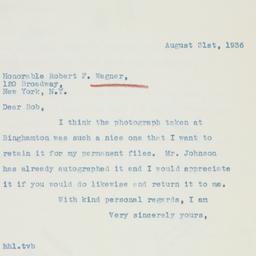 August 31st, 1936
Honorable Robert F. Wagner,
120 Broadway,
New York, N.Y.
Dear Bob,
I think the photograph taken at
Binghamton was such a nice one that I want to
retain it for my permanent files. Mr. Johnson
has already autographed it and I would appreciate
it if you would do likewise and return it to me.
With kind personal regards, I am
Very sincerely yours,
hhl.tvb